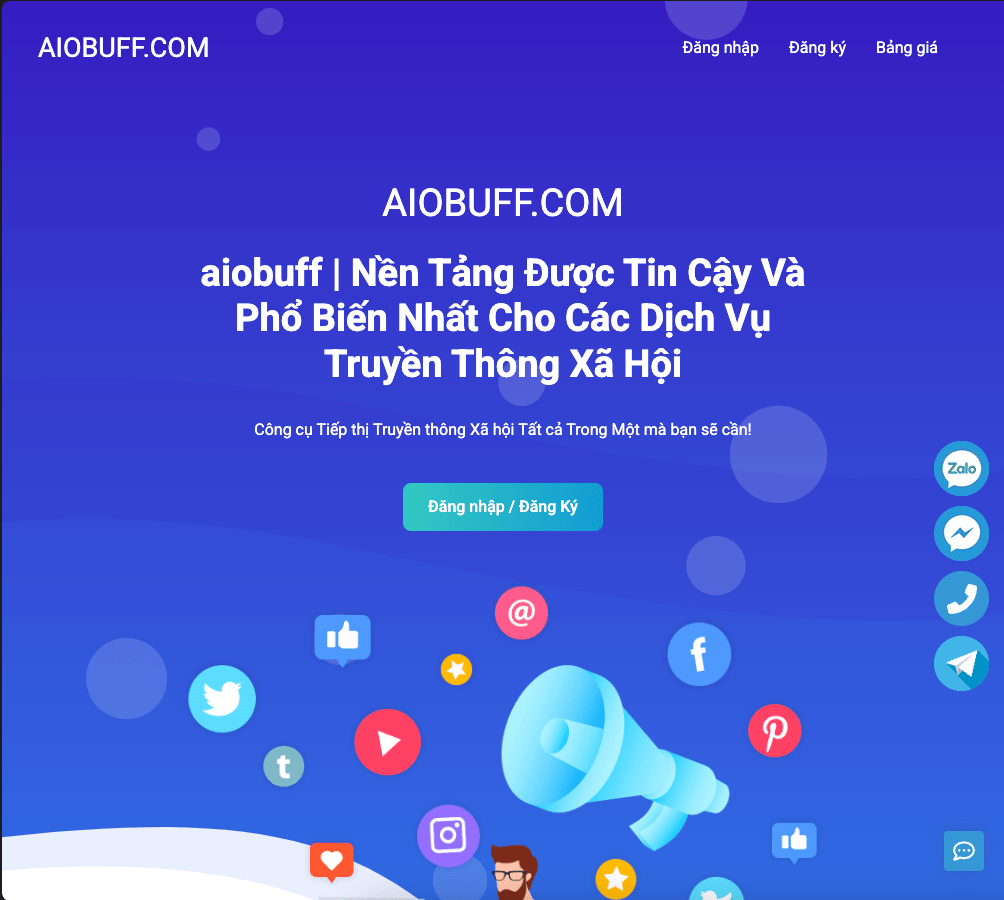 AIOBUFF.COM
Đăng nhập
Đăng ký
Bảng giá
AIOBUFF.COM
aiobuff | Nền Tảng Được Tin Cậy Và
Phổ Biến Nhất Cho Các Dịch Vụ
Truyền Thông Xã Hội
Công cụ Tiếp thị Truyền thông Xã hội Tất cả Trong Một mà bạn sẽ cần!
Đăng nhập / Đăng Ký
Zalo